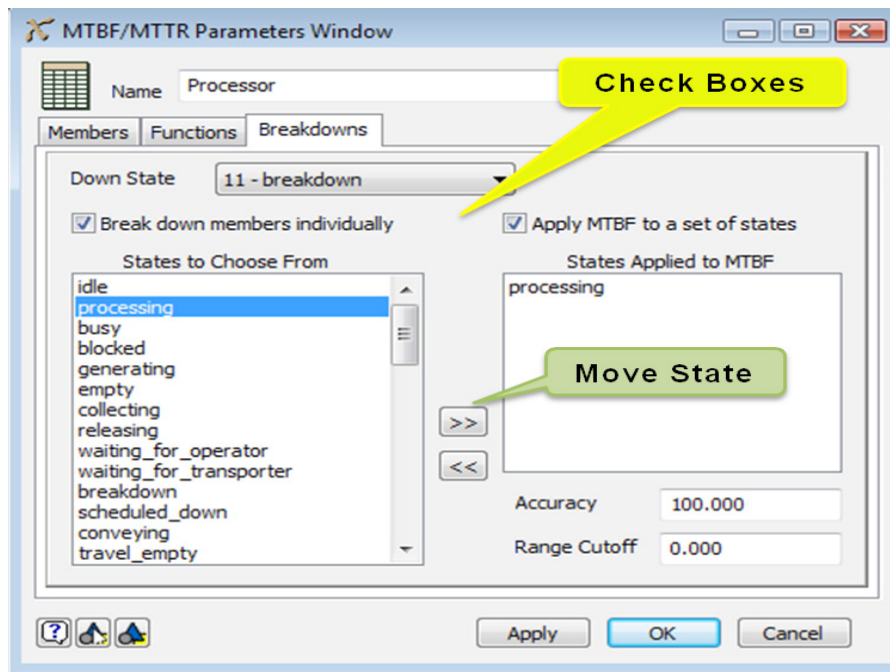 MTBF/MTTR Parameters Window
Name Processor
Check Boxes
Members Functions Breakdowns
Down State 11 - breakdown
Break down members individually
Apply MTBF to a set of states
States to Choose From
idle
processing
busy
blocked
generating
empty
collecting
releasing
waiting_for_operator
waiting_for_transporter
breakdown
scheduled_down
conveying
travel_empty
States Applied to MTBF
processing
Move State
>>
<<
Accuracy 100.000
Range Cutoff 0.000
?
Apply OK Cancel